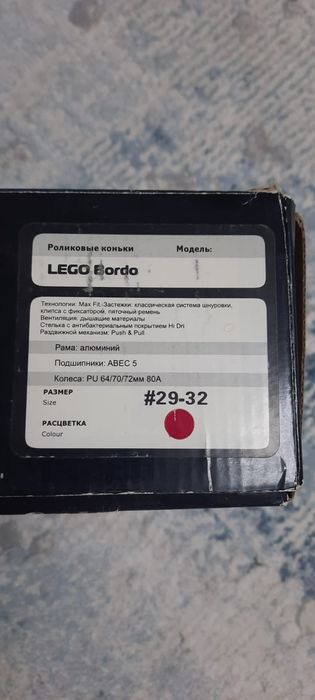 Роликовые коньки Модель:
LEGO Bordo
Технологии: Max Fit.-Застежки: классическая система шнуровки,
клипса с фиксатором, пяточный ремень
Вентиляция: дышащие материалы
Стелька с антибактериальным покрытием Hi Dri
Раздвижной механизм: Push & Pull
Рама: алюминий
Подшипники: ABEC 5
Колеса: PU 64/70/72мм 80А
РАЗМЕР
Size
#29-32
РАСЦВЕТКА
Colour